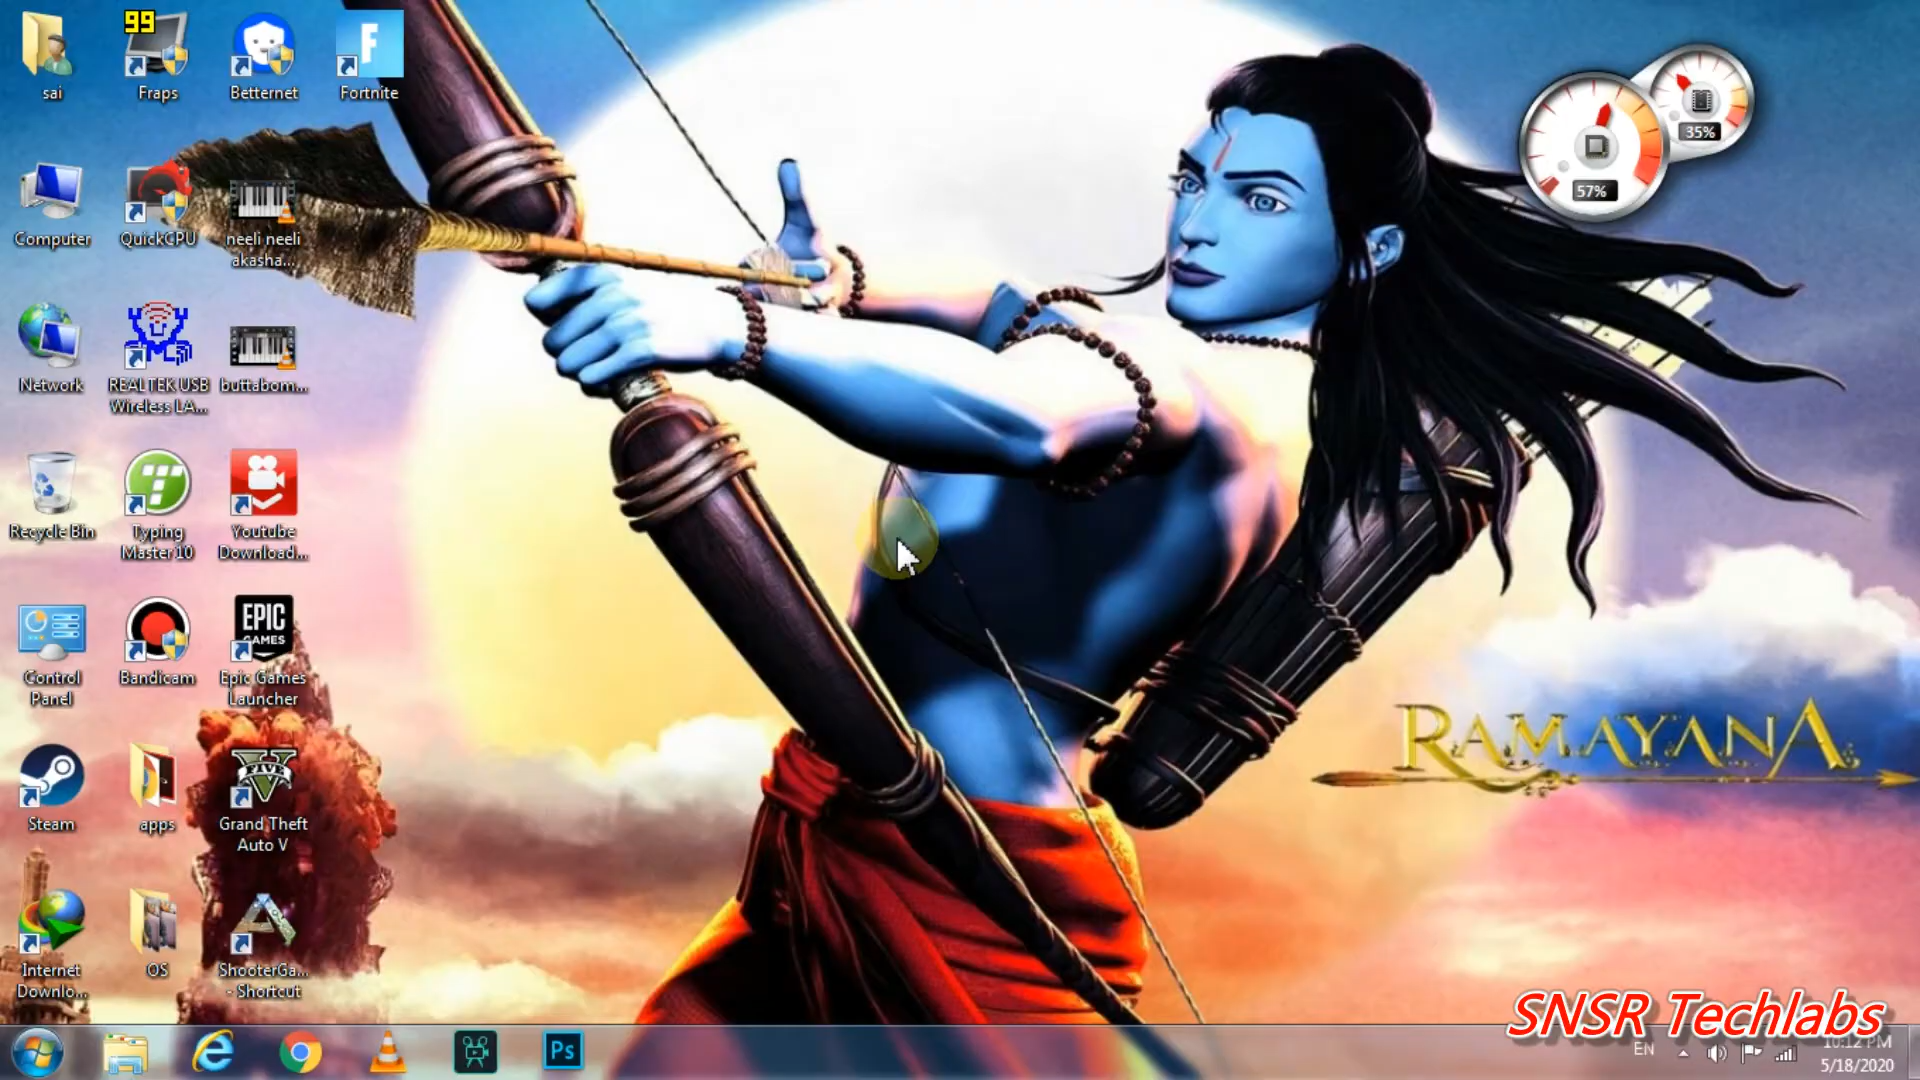 99
sai
Fraps
Betternet
F
Fortnite
35%
57%
Computer
QuickCPU
neeli neeli
akasha...
Network
REALTEK USB
Wireless LA...
buttabom...
Recycle Bin
Typing
Master 10
Youtube
Download...
EPIC
GAMES
Control
Panel
Bandicam
Epic Games
Launcher
RAMAYANA
V
FIVE
Steam
apps
Grand Theft
Auto V
Internet
Downlo...
OS
ShooterGa...
- Shortcut
SNSR Techlabs
Ps
EN
10:12 PM
5/18/2020